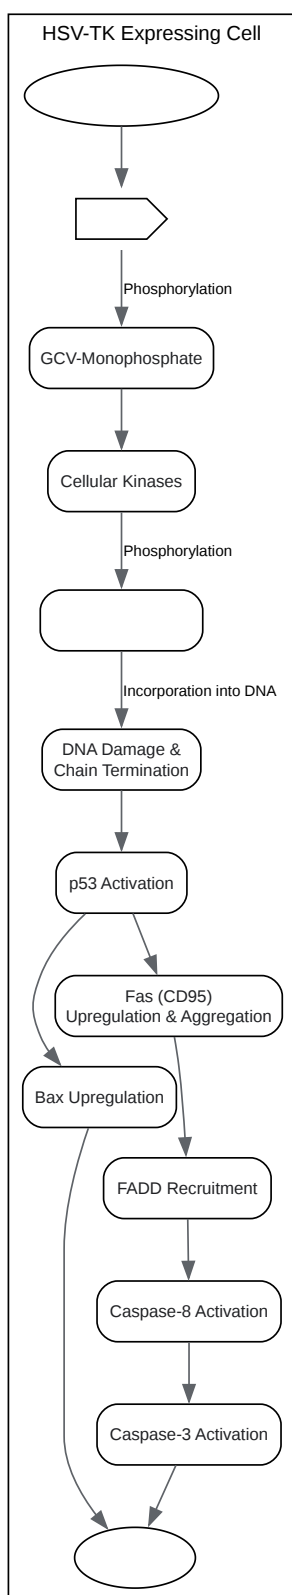 HSV-TK Expressing Cell
Phosphorylation
GCV-Monophosphate
Cellular Kinases
Phosphorylation
Incorporation into DNA
DNA Damage &
Chain Termination
p53 Activation
Fas (CD95)
Upregulation & Aggregation
Bax Upregulation
FADD Recruitment
Caspase-8 Activation
Caspase-3 Activation